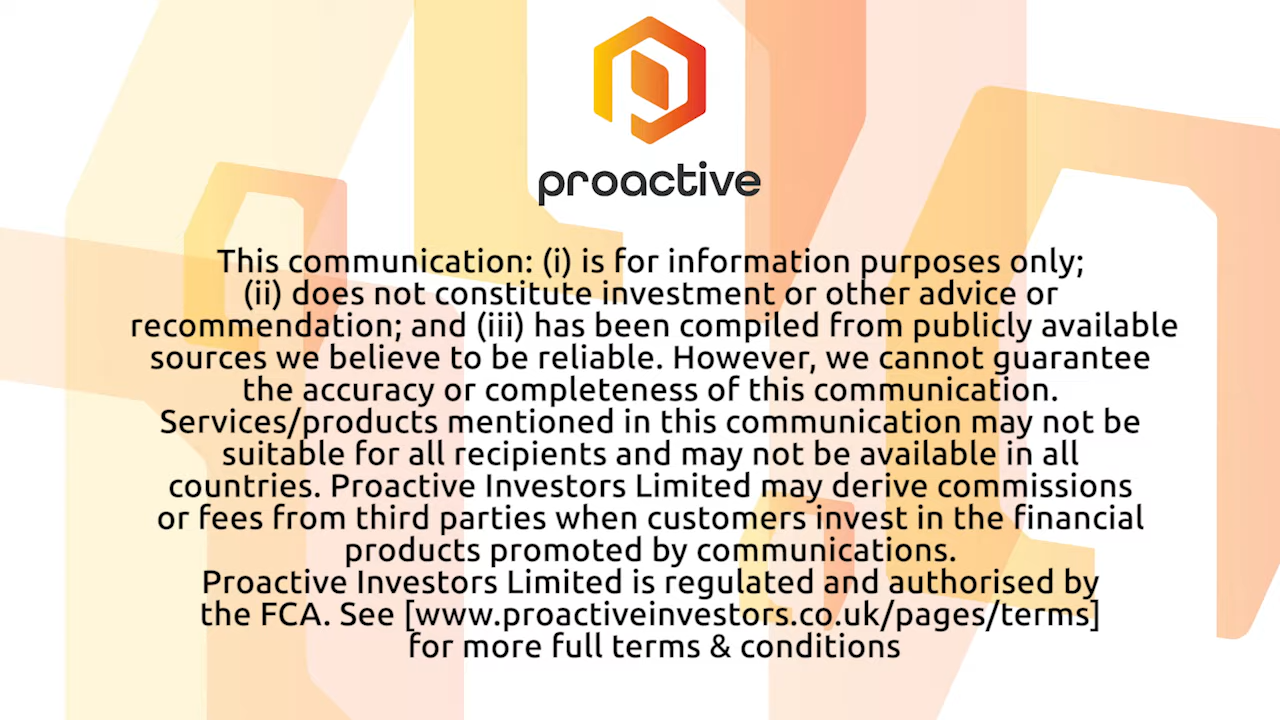 proactive
This communication: (i) is for information purposes only;
(ii) does not constitute investment or other advice or
recommendation; and (iii) has been compiled from publicly available
sources we believe to be reliable. However, we cannot guarantee
the accuracy or completeness of this communication.
Services/products mentioned in this communication may not be
suitable for all recipients and may not be available in all
countries. Proactive Investors Limited may derive commissions
or fees from third parties when customers invest in the financial
products promoted by communications.
Proactive Investors Limited is regulated and authorised by
the FCA. See [www.proactiveinvestors.co.uk/pages/terms]
for more full terms & conditions